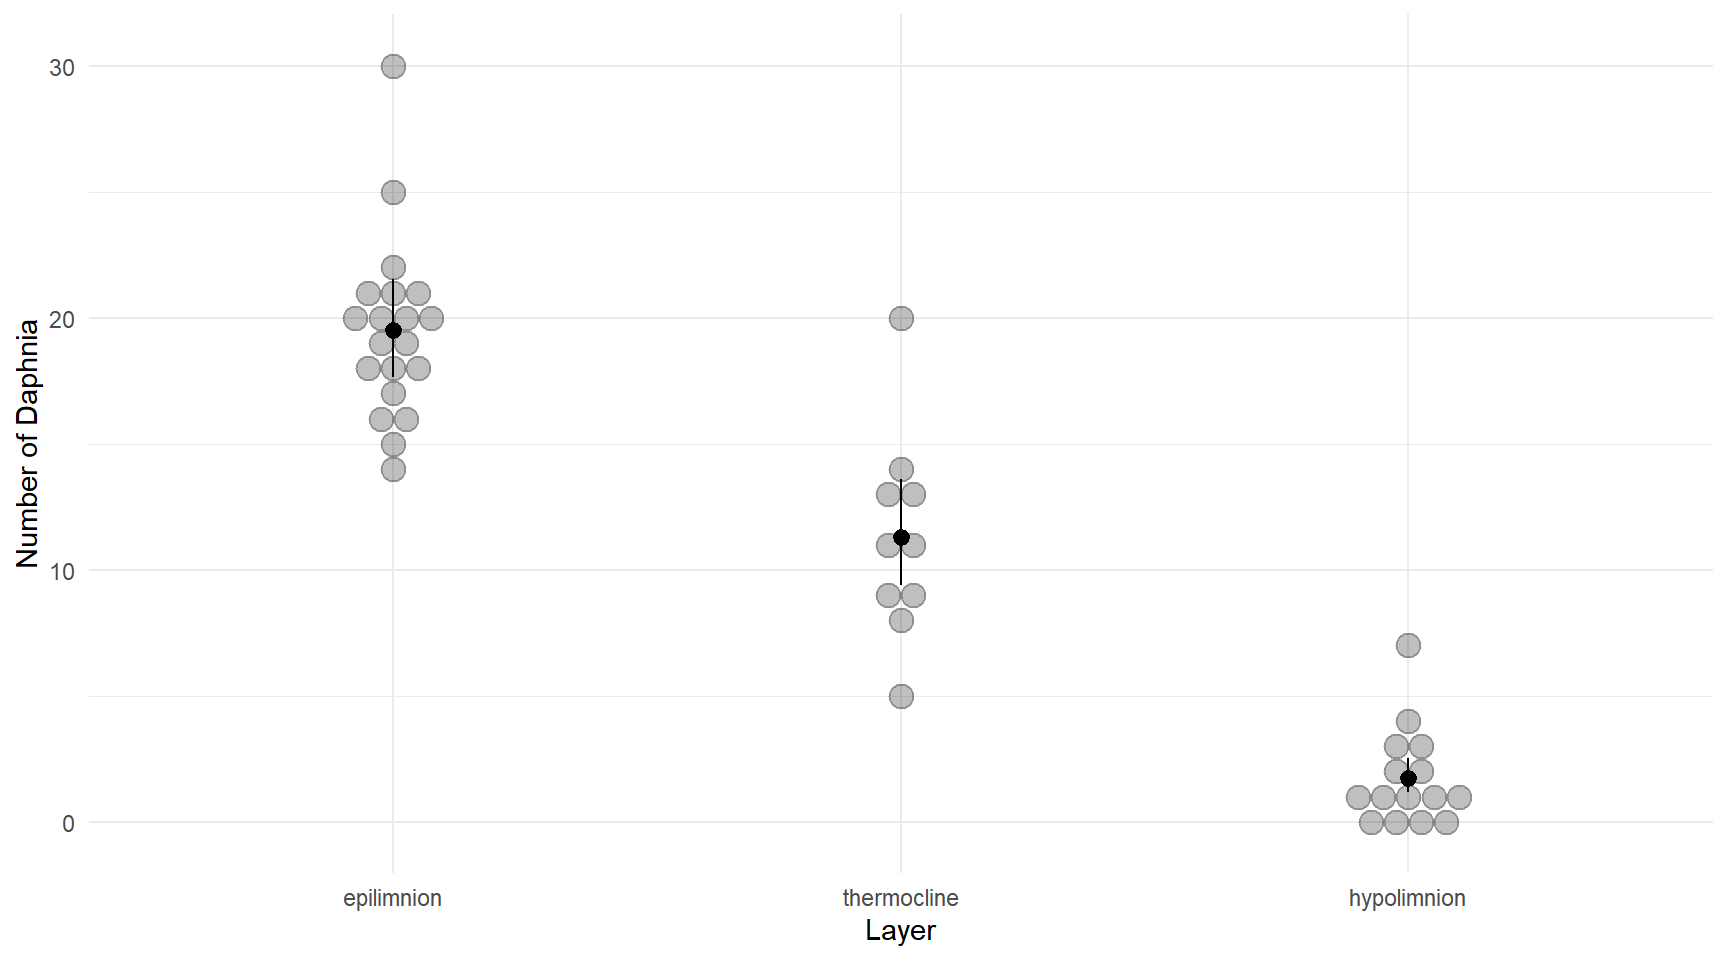 Number of Daphnia
30
20
10
0
epilimnion
thermocline
hypolimnion
Layer